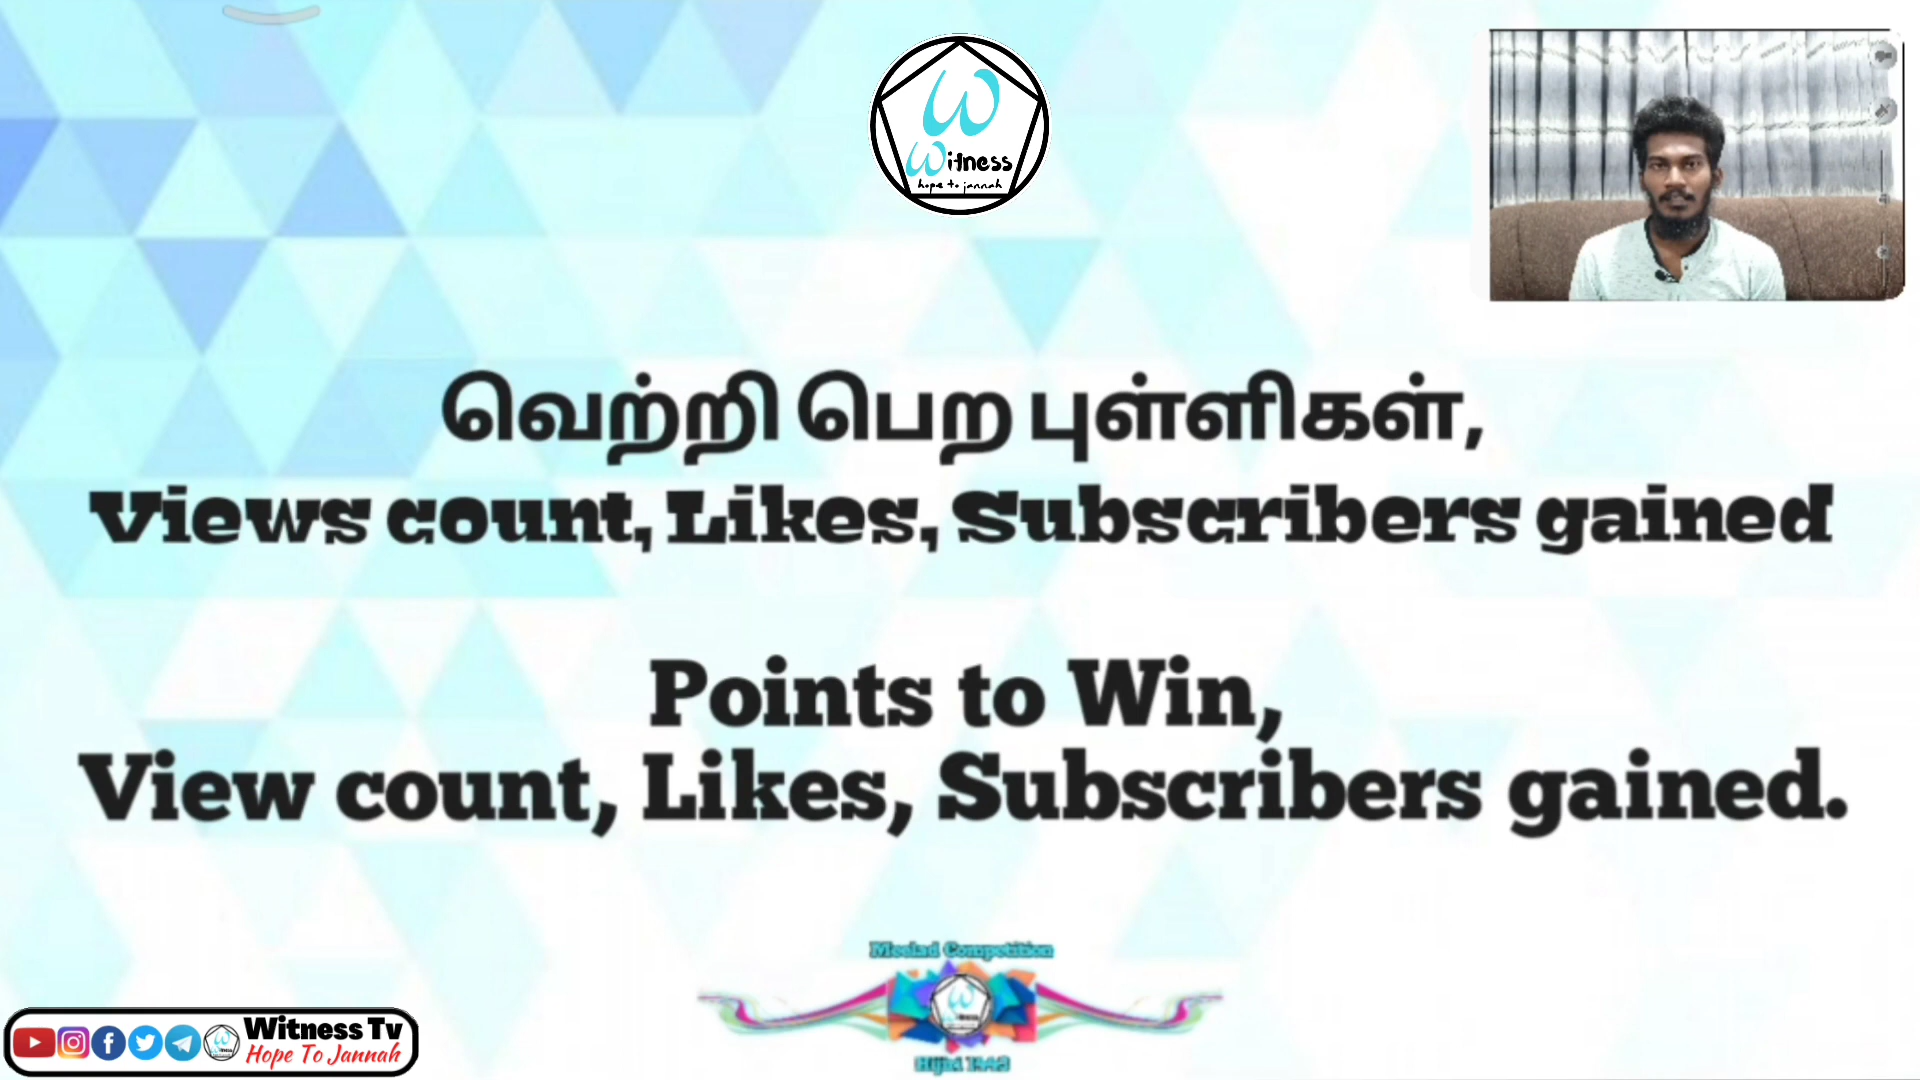 W
Witness
hope to jannah
வெற்றி பெற புள்ளிகள்,
Views count, Likes, Subscribers gained
Points to Win,
View count, Likes, Subscribers gained.
Meelad Competition
Hijri 1443
Witness Tv
Hope To Jannah